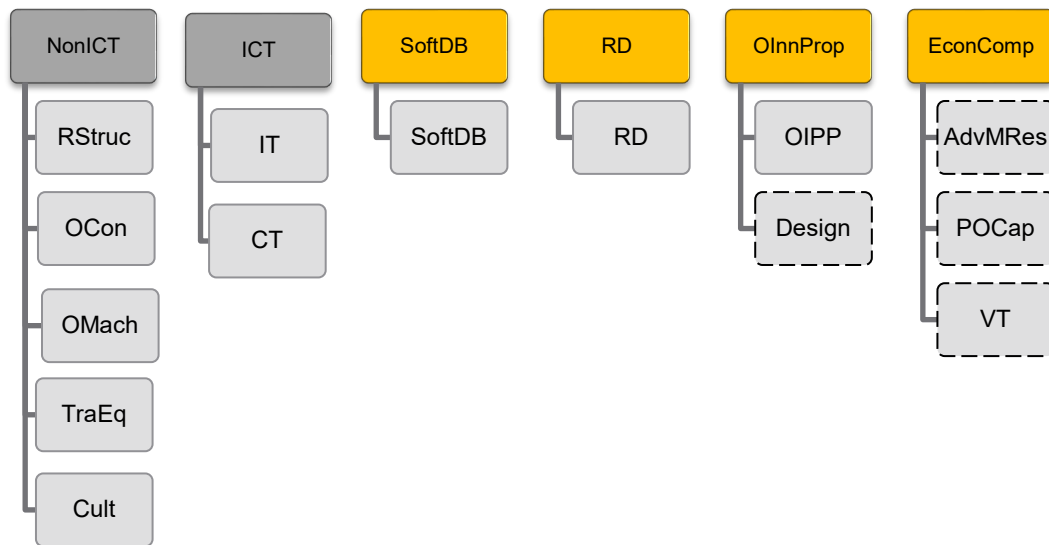 NonICT
RStruc
OCon
OMach
TraEq
Cult
ICT
IT
CT
SoftDB
SoftDB
RD
RD
OInnProp
OIPP
Design
EconComp
AdvMRes
POCap
VT